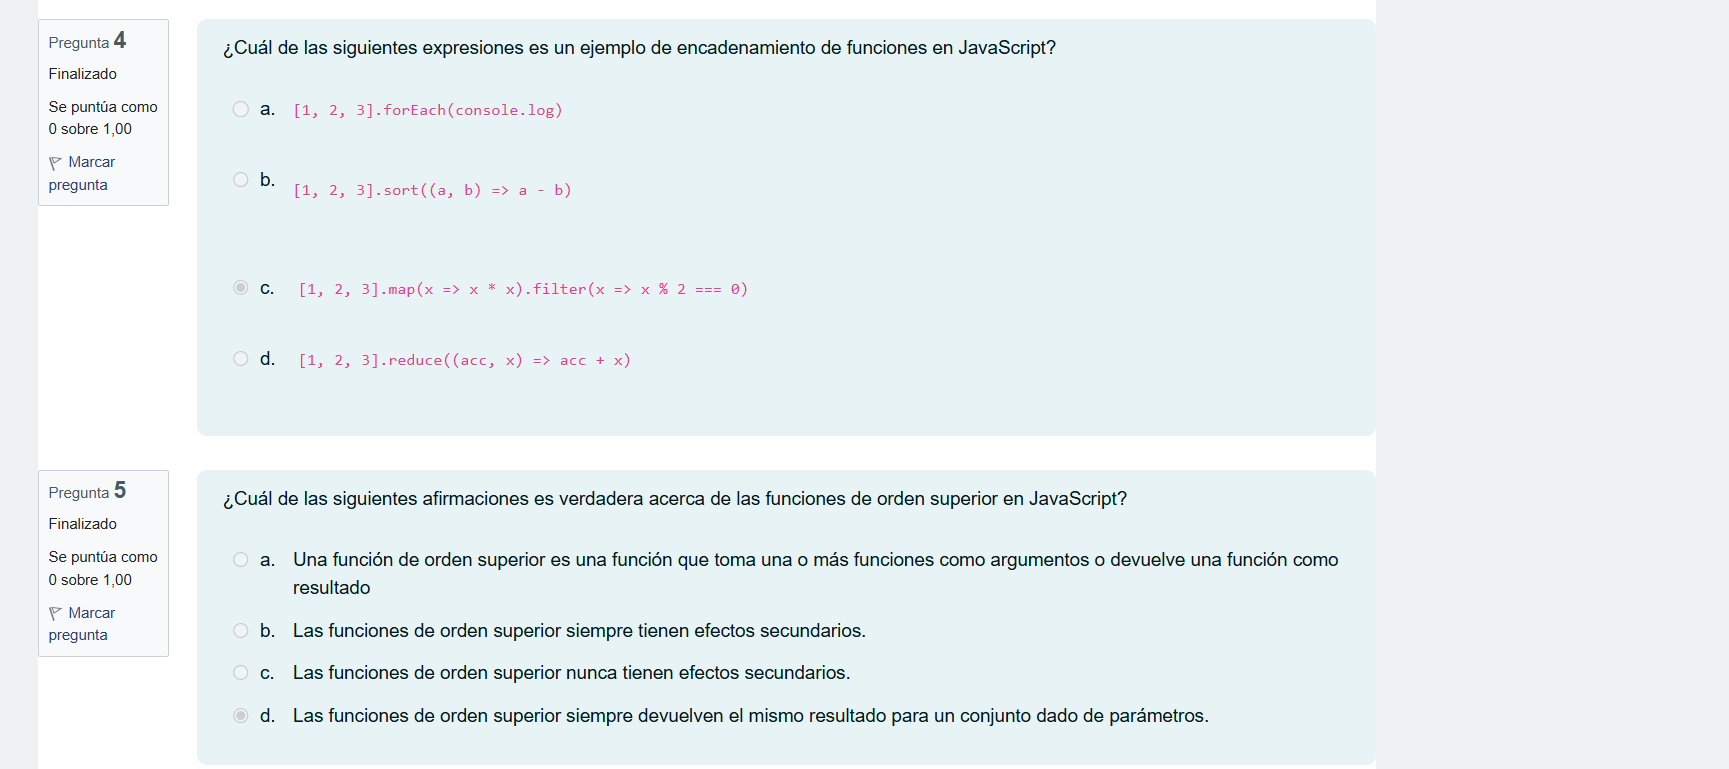 Pregunta 4
Finalizado
Se puntúa como
0 sobre 1,00
Marcar
pregunta
¿Cuál de las siguientes expresiones es un ejemplo de encadenamiento de funciones en JavaScript?
a. [1, 2, 3].forEach(console.log)
b. [1, 2, 3].sort((a, b) => a - b)
c. [1, 2, 3].map(x => x * x).filter(x => x % 2 === 0)
d. [1, 2, 3].reduce((acc, x) => acc + x)
Pregunta 5
Finalizado
Se puntúa como
0 sobre 1,00
Marcar
pregunta
¿Cuál de las siguientes afirmaciones es verdadera acerca de las funciones de orden superior en JavaScript?
a. Una función de orden superior es una función que toma una o más funciones como argumentos o devuelve una función como
resultado
b. Las funciones de orden superior siempre tienen efectos secundarios.
c. Las funciones de orden superior nunca tienen efectos secundarios.
d. Las funciones de orden superior siempre devuelven el mismo resultado para un conjunto dado de parámetros.